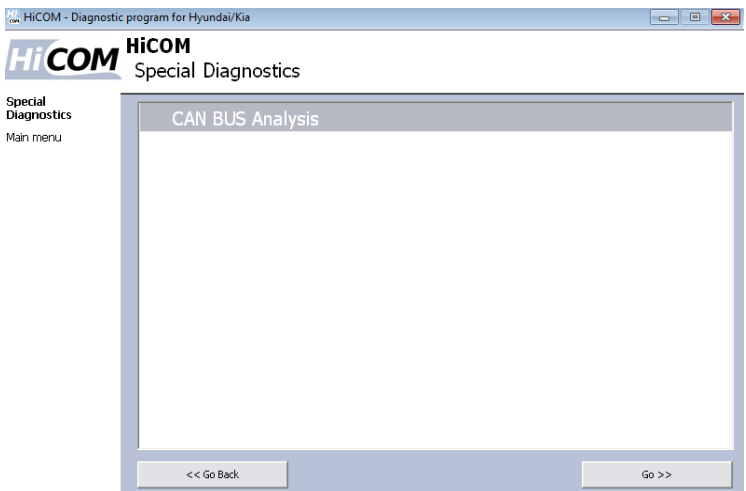 HiCOM - Diagnostic program for Hyundai/Kia
HiCOM
HiCOM
Special Diagnostics
Special
Diagnostics
Main menu
CAN BUS Analysis
<< Go Back
Go >>